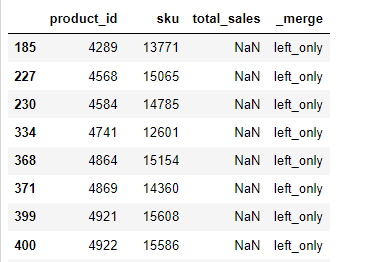 product_id sku total_sales _merge
185 4289 13771 NaN left_only
227 4568 15065 NaN left_only
230 4584 14785 NaN left_only
334 4741 12601 NaN left_only
368 4864 15154 NaN left_only
371 4869 14360 NaN left_only
399 4921 15608 NaN left_only
400 4922 15586 NaN left_only